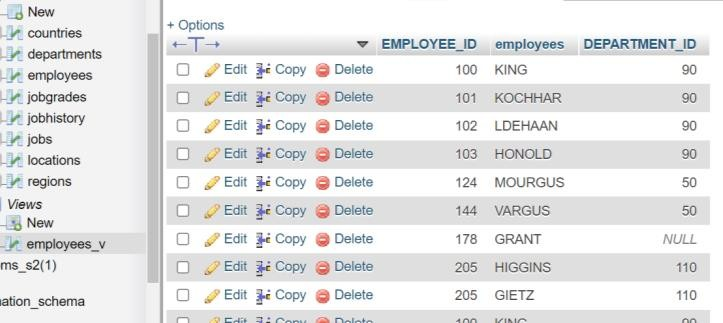 New
countries
departments
employees
jobgrades
jobhistory
jobs
locations
regions
Views
New
employees_v
ms_s2(1)
nation_schema
+ Options
←T→ ▼ EMPLOYEE_ID employees DEPARTMENT_ID
Edit Copy Delete 100 KING 90
Edit Copy Delete 101 KOCHHAR 90
Edit Copy Delete 102 LDEHAAN 90
Edit Copy Delete 103 HONOLD 90
Edit Copy Delete 124 MOURGUS 50
Edit Copy Delete 144 VARGUS 50
Edit Copy Delete 178 GRANT NULL
Edit Copy Delete 205 HIGGINS 110
Edit Copy Delete 205 GIETZ 110
Edit Copy Delete 100 KING 90